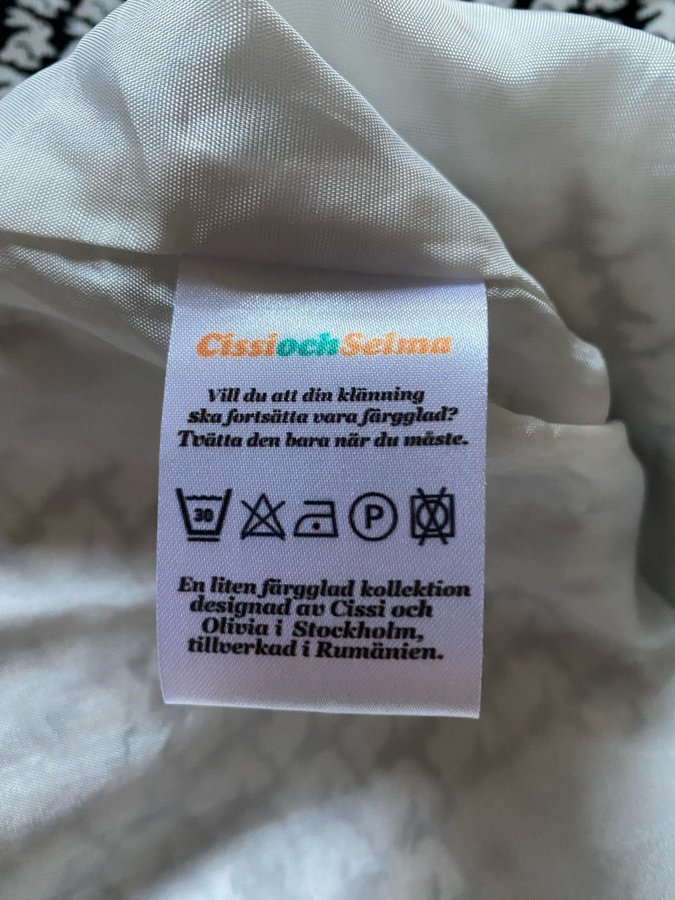 CissiochSelma
Vill du att din klänning
ska fortsätta vara färgglad?
Tvätta den bara när du måste.
30 P
En liten färgglad kollektion
designad av Cissi och
Olivia i Stockholm,
tillverkad i Rumänien.